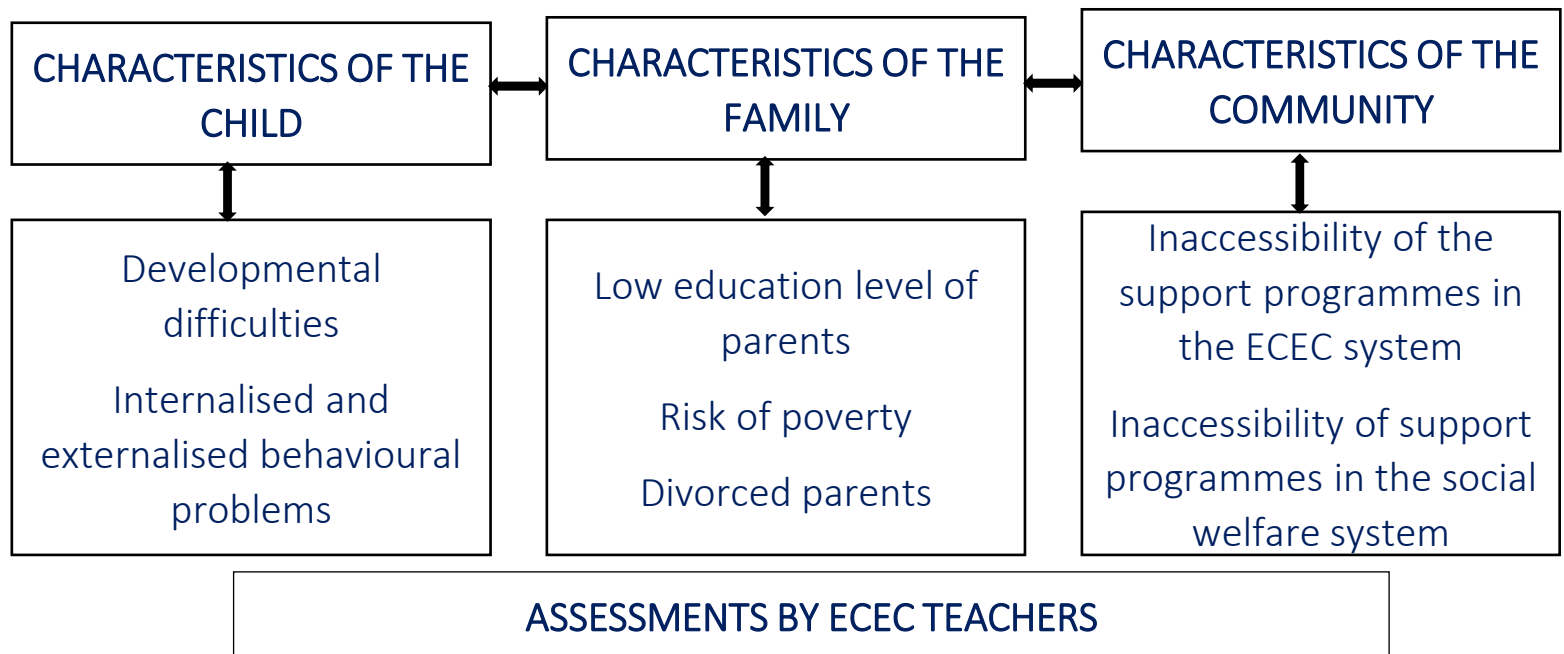 CHARACTERISTICS OF THE
CHILD
CHARACTERISTICS OF THE
FAMILY
CHARACTERISTICS OF THE
COMMUNITY
Developmental
difficulties
Internalised and
externalised behavioural
problems
Low education level of
parents
Risk of poverty
Divorced parents
Inaccessibility of the
support programmes in
the ECEC system
Inaccessibility of support
programmes in the social
welfare system
ASSESSMENTS BY ECEC TEACHERS